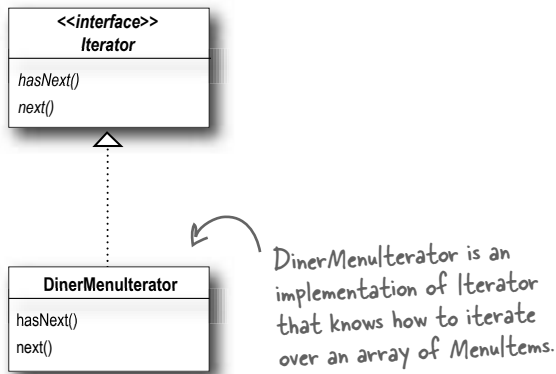 <<interface>>
Iterator
hasNext()
next()
DinerMenuIterator
hasNext()
next()
DinerMenuIterator is an
implementation of Iterator
that knows how to iterate
over an array of MenuItems.